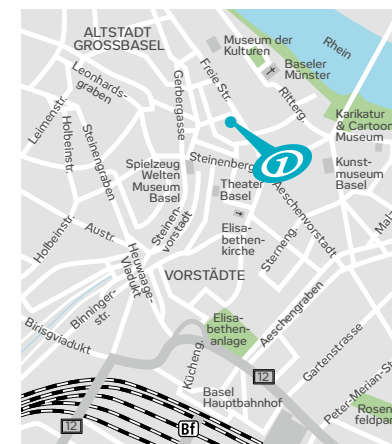 ALTSTADT
GROSSBASEL
Museum der
Kulturen
Rhein
Basler
Münster
Freie Str.
Ritterg.
Leonhards-
graben
Gerbergasse
Leimenstr.
Holbeinstr.
Steinengraben
Karikatur
& Cartoon
Museum
Steinenberg
1
Kunst-
museum
Basel
Spielzeug
Welten
Museum
Basel
Theater
Basel
Aeschenvorstadt
Steinen-
vorstadt
Elisa-
bethen-
kirche
Sterneng.
Holbeinstr.
Austr.
Heuwaage-
Viadukt
VORSTÄDTE
Binninger-
str.
Birsigviadukt
Elisa-
bethen-
anlage
Aeschengraben
Gartenstrasse
Kücheng.
12
Basel
Hauptbahnhof
Peter-Merian-St
Rosen
feldpar
12
Bf